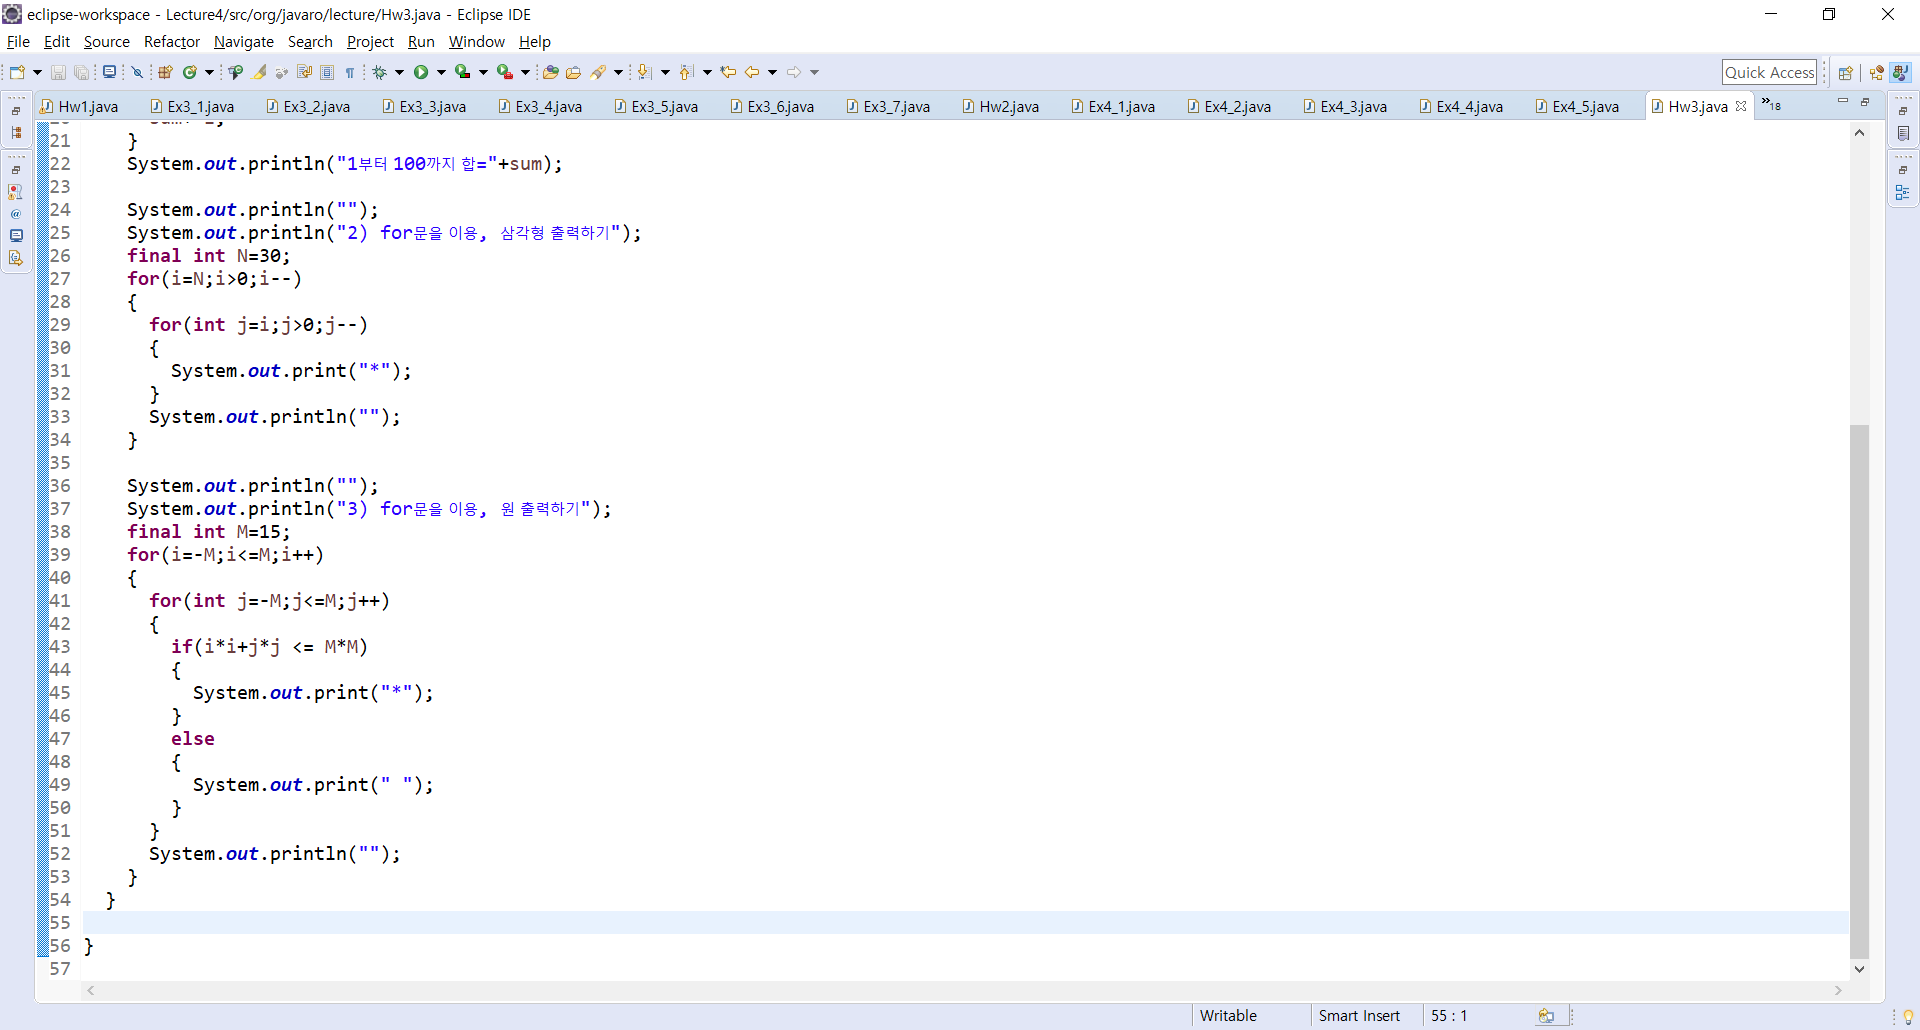 eclipse-workspace - Lecture4/src/org/javaro/lecture/Hw3.java - Eclipse IDE
File Edit Source Refactor Navigate Search Project Run Window Help
Quick Access
Hw1.java Ex3_1.java Ex3_2.java Ex3_3.java Ex3_4.java Ex3_5.java Ex3_6.java Ex3_7.java Hw2.java Ex4_1.java Ex4_2.java Ex4_3.java Ex4_4.java Ex4_5.java Hw3.java »18
21 }
22 System.out.println("1부터 100까지 합="+sum);
23
24 System.out.println("");
25 System.out.println("2) for문을 이용, 삼각형 출력하기");
26 final int N=30;
27 for(i=N;i>0;i--)
28 {
29 for(int j=i;j>0;j--)
30 {
31 System.out.print("*");
32 }
33 System.out.println("");
34 }
35
36 System.out.println("");
37 System.out.println("3) for문을 이용, 원 출력하기");
38 final int M=15;
39 for(i=-M;i<=M;i++)
40 {
41 for(int j=-M;j<=M;j++)
42 {
43 if(i*i+j*j <= M*M)
44 {
45 System.out.print("*");
46 }
47 else
48 {
49 System.out.print(" ");
50 }
51 }
52 System.out.println("");
53 }
54 }
55
56 }
57
Writable Smart Insert 55 : 1